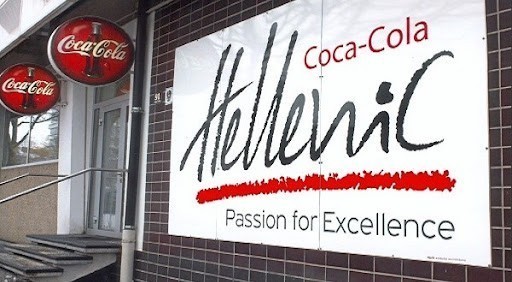 Coca-Cola
Coca-Cola
Coca-Cola
Hellenic
Passion for Excellence